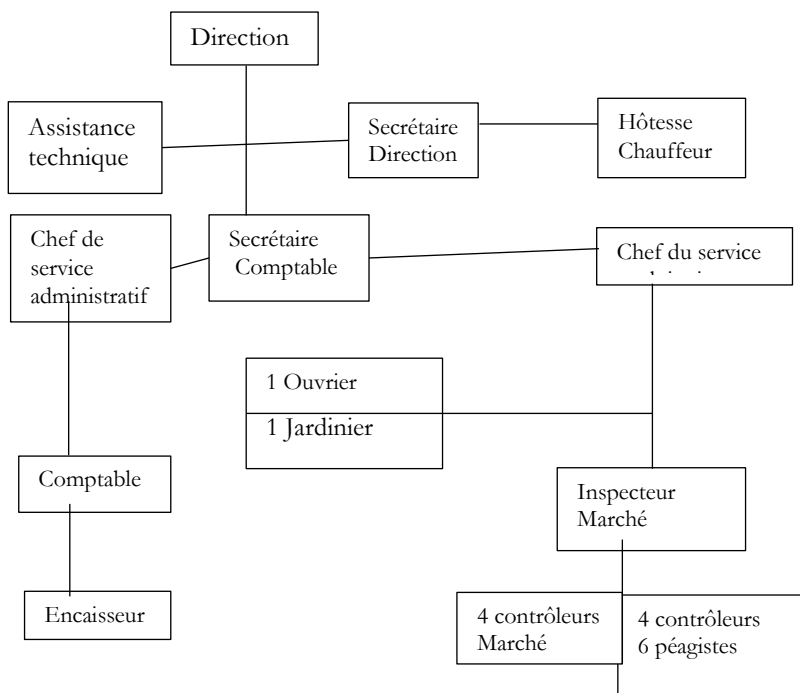 Direction
Assistance
technique
Secrétaire
Direction
Hôtesse
Chauffeur
Chef de
service
administratif
Secrétaire
Comptable
Chef du service
1 Ouvrier
1 Jardinier
Comptable
Inspecteur
Marché
Encaisseur
4 contrôleurs
Marché
4 contrôleurs
6 péagistes